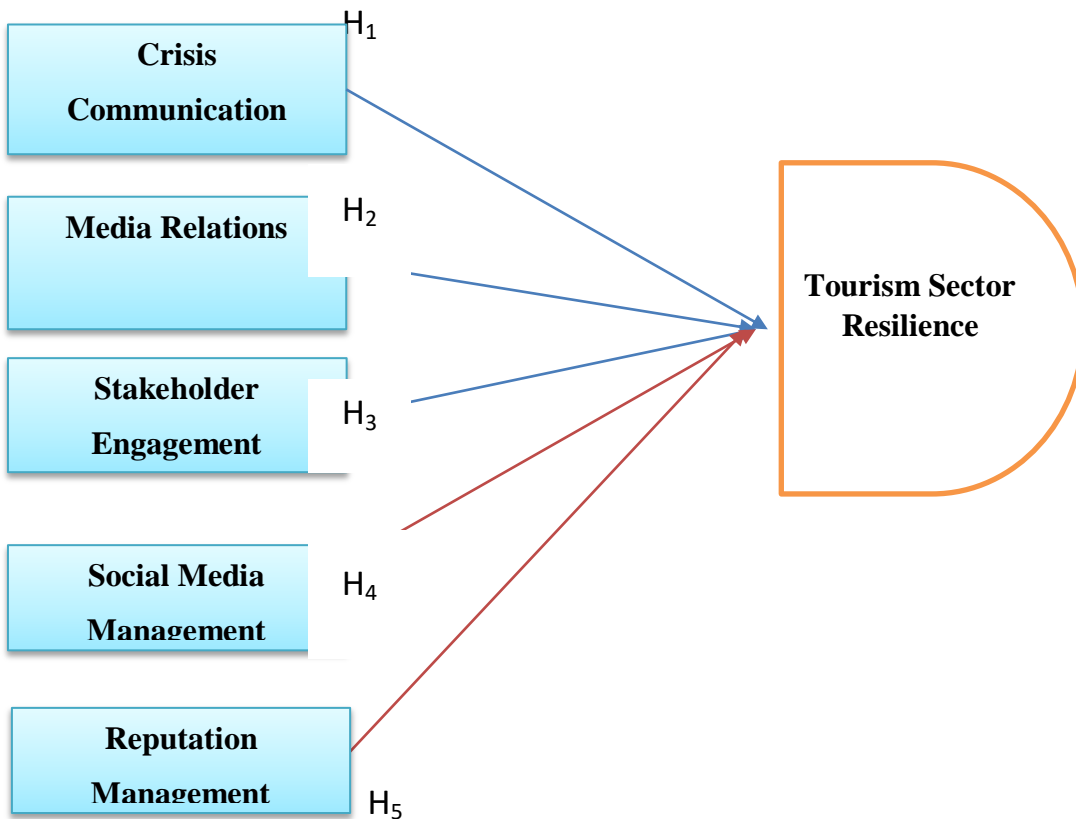 H₁
Crisis
Communication
H₂
Media Relations
Tourism Sector
Resilience
Stakeholder
H₃
Engagement
Social Media
H₄
Management
Reputation
Management
H₅